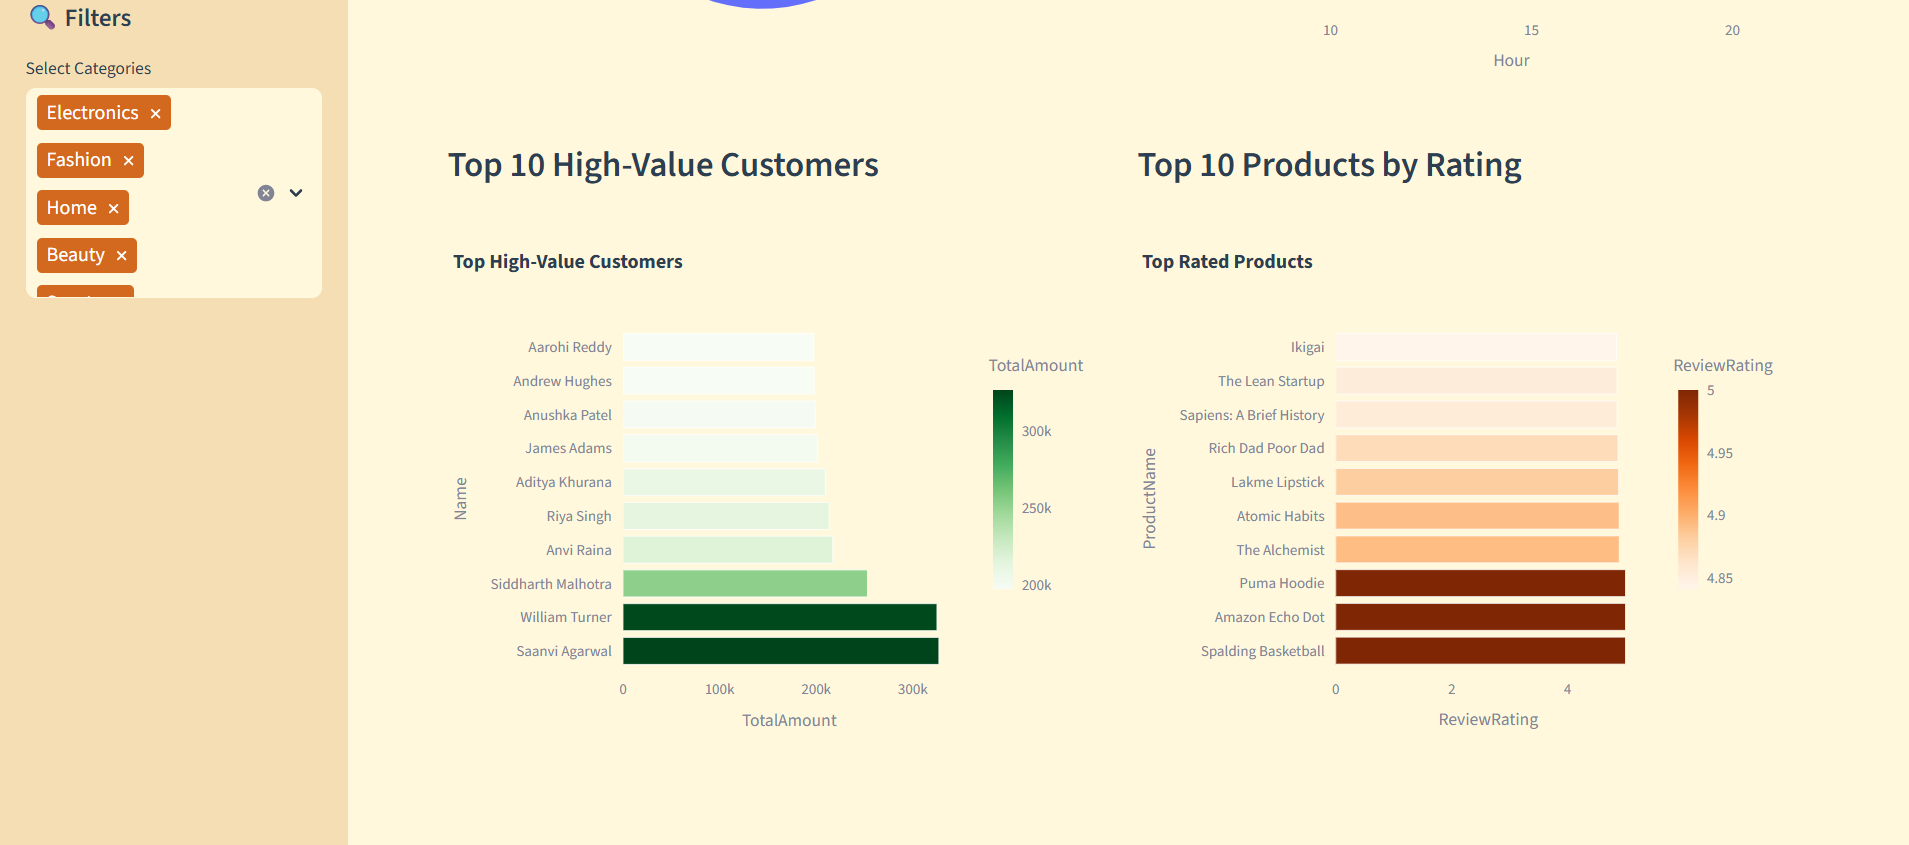 Filters
Select Categories
Electronics
Fashion
Home
Beauty
10 15 20
Hour
Top 10 High-Value Customers
Top High-Value Customers
Name
Aarohi Reddy
Andrew Hughes
Anushka Patel
James Adams
Aditya Khurana
Riya Singh
Anvi Raina
Siddharth Malhotra
William Turner
Saanvi Agarwal
0 100k 200k 300k
TotalAmount
TotalAmount
300k
250k
200k
Top 10 Products by Rating
Top Rated Products
ProductName
Ikigai
The Lean Startup
Sapiens: A Brief History
Rich Dad Poor Dad
Lakme Lipstick
Atomic Habits
The Alchemist
Puma Hoodie
Amazon Echo Dot
Spalding Basketball
0 2 4
ReviewRating
ReviewRating
5
4.95
4.9
4.85